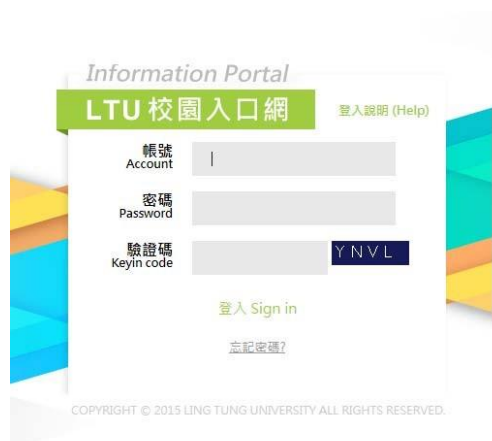 Information Portal
LTU 校園入口網
登入說明 (Help)
帳號
Account
密碼
Password
驗證碼
Keyin code
YNVL
登入 Sign in
忘記密碼?
COPYRIGHT © 2015 LING TUNG UNIVERSITY ALL RIGHTS RESERVED.